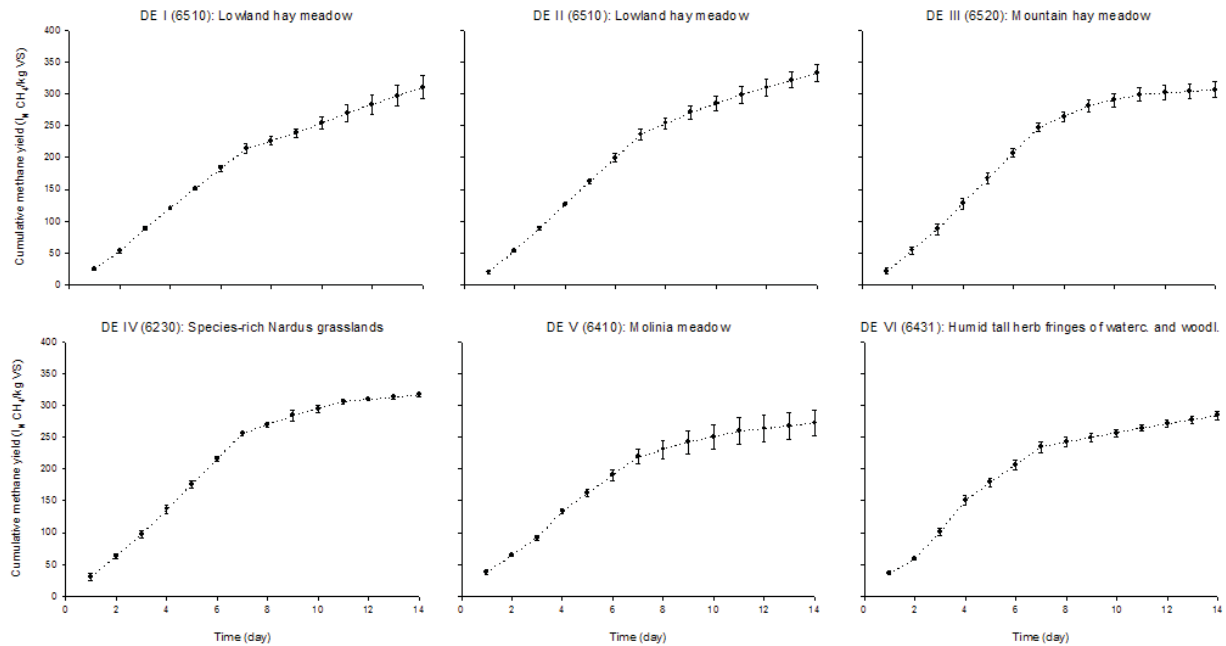 DE I (6510): Lowland hay meadow
DE II (6510): Lowland hay meadow
DE III (6520): Mountain hay meadow
Cumulative methane yield (lN CH4/kg VS)
400
350
300
250
200
150
100
50
0
DE IV (6230): Species-rich Nardus grasslands
DE V (6410): Molinia meadow
DE VI (6431): Humid tall herb fringes of waterc. and woodl.
Cumulative methane yield (lN CH4/kg VS)
400
350
300
250
200
150
100
50
0
0 2 4 6 8 10 12 14
0 2 4 6 8 10 12 14
0 2 4 6 8 10 12 14
Time (day)
Time (day)
Time (day)